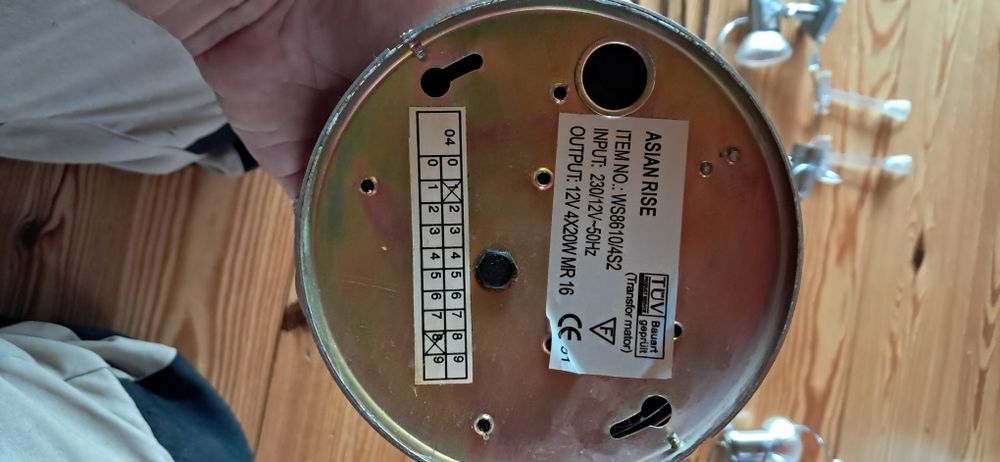 ASIAN RISE
ITEM NO.: WS8610/4S2
INPUT: 230/12V~50Hz
OUTPUT: 12V 4X20W MR 16
TÜV
Bauart
geprüft
(Transformator)
F
CE 01
04 0 1 2 3 4 5 6 7 8 9
0 1 2 3 4 5 6 7 8 9